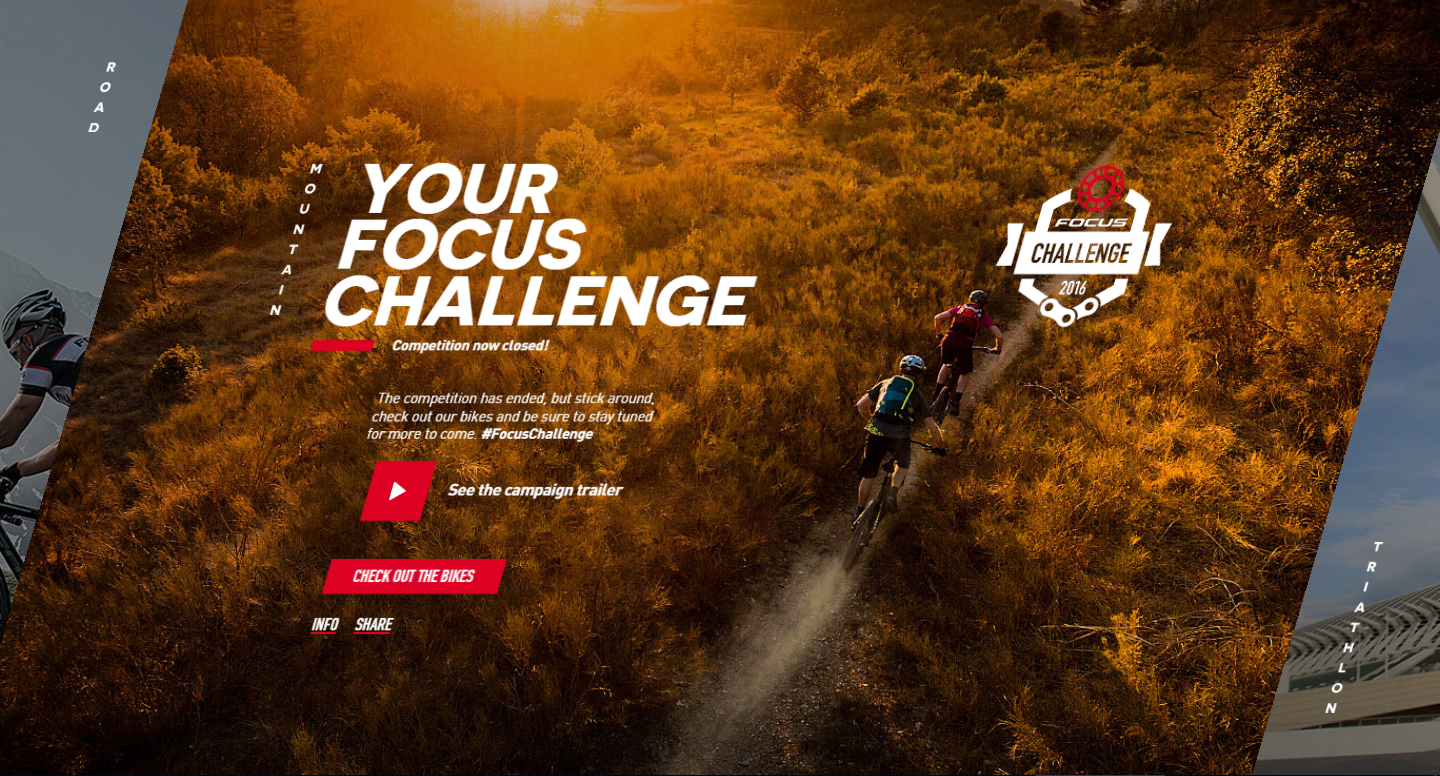 ROAD
MOUNTAIN
YOUR
FOCUS
CHALLENGE
Competition now closed!
The competition has ended, but stick around,
check out our bikes and be sure to stay tuned
for more to come. #FocusChallenge
See the campaign trailer
CHECK OUT THE BIKES
INFO SHARE
FOCUS
CHALLENGE
2016
TRIATHLON